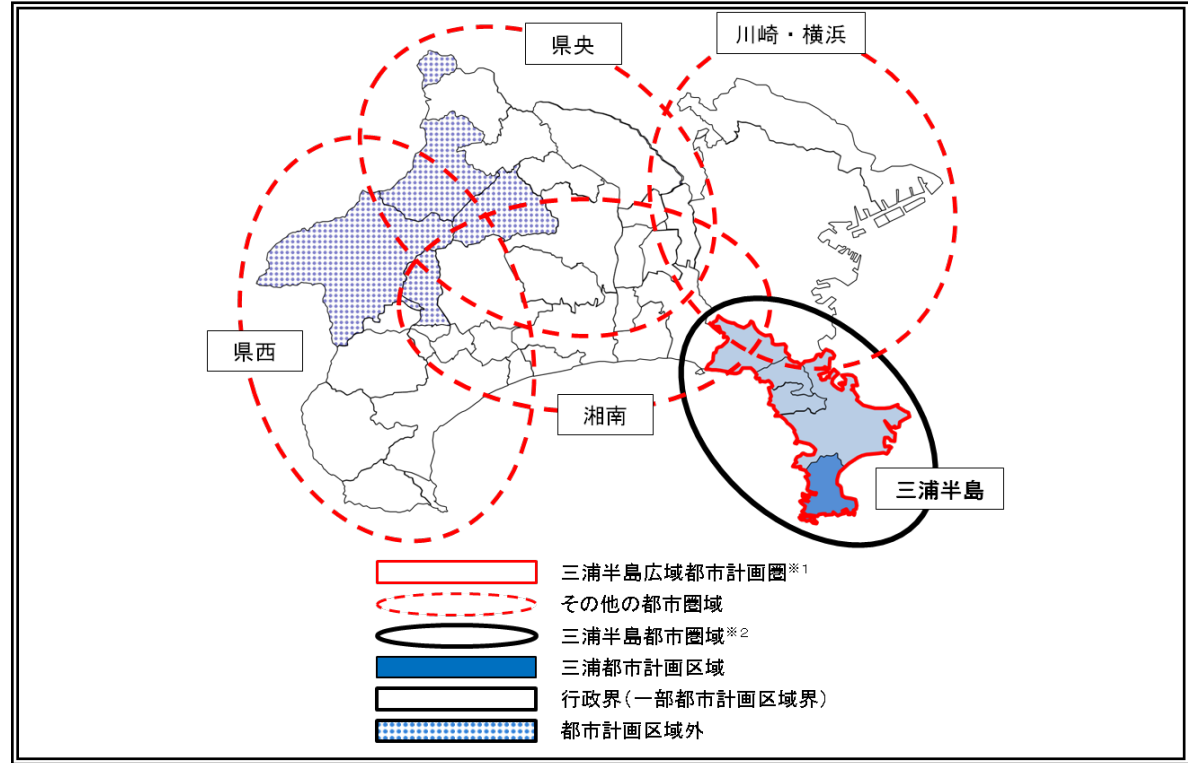 県央
川崎・横浜
県西
湘南
三浦半島
三浦半島広域都市計画圏※1
その他の都市圏域
三浦半島都市圏域※2
三浦都市計画区域
行政界(一部都市計画区域界)
都市計画区域外